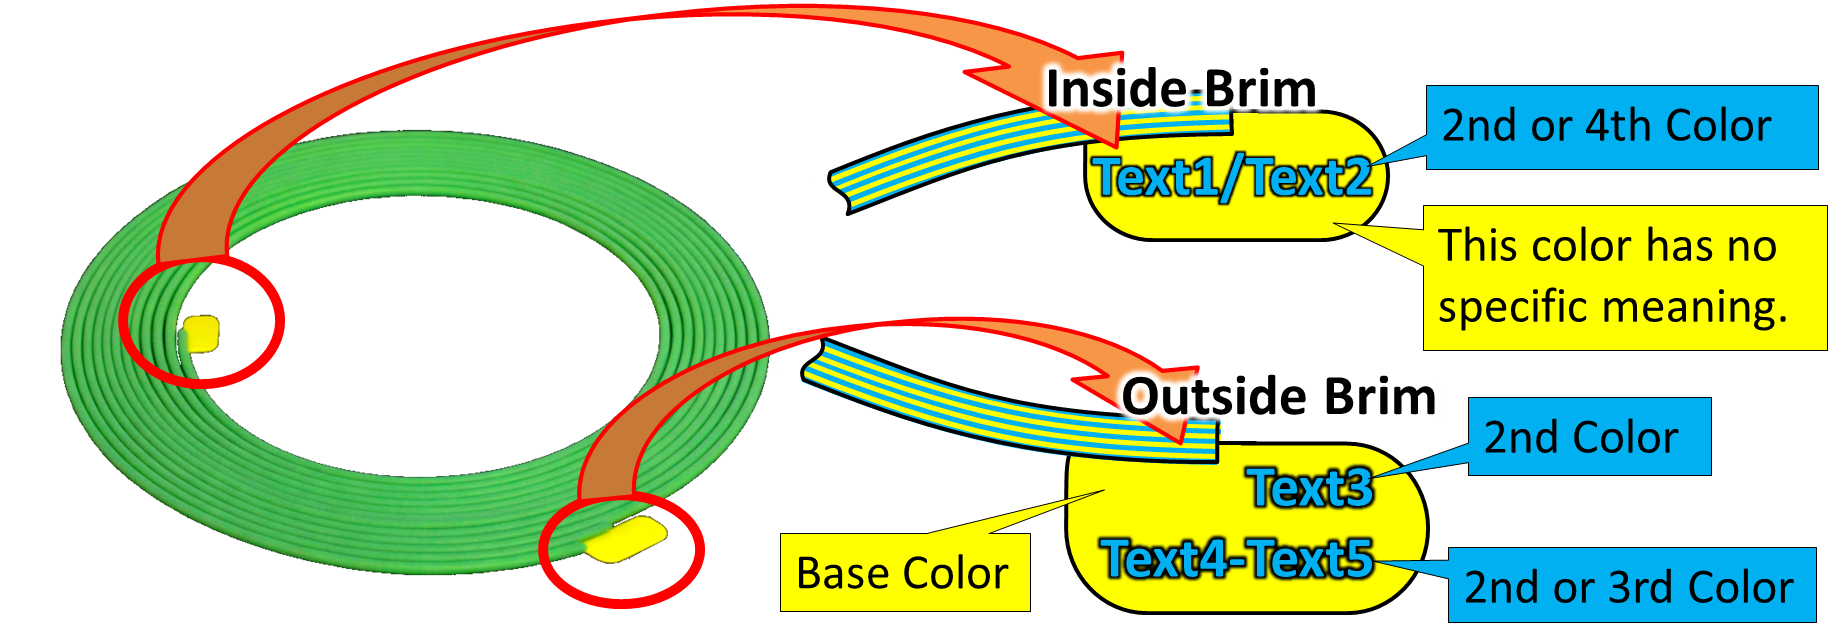 Inside Brim
2nd or 4th Color
Text1/Text2
This color has no
specific meaning.
Outside Brim
2nd Color
Text3
Base Color
Text4-Text5
2nd or 3rd Color